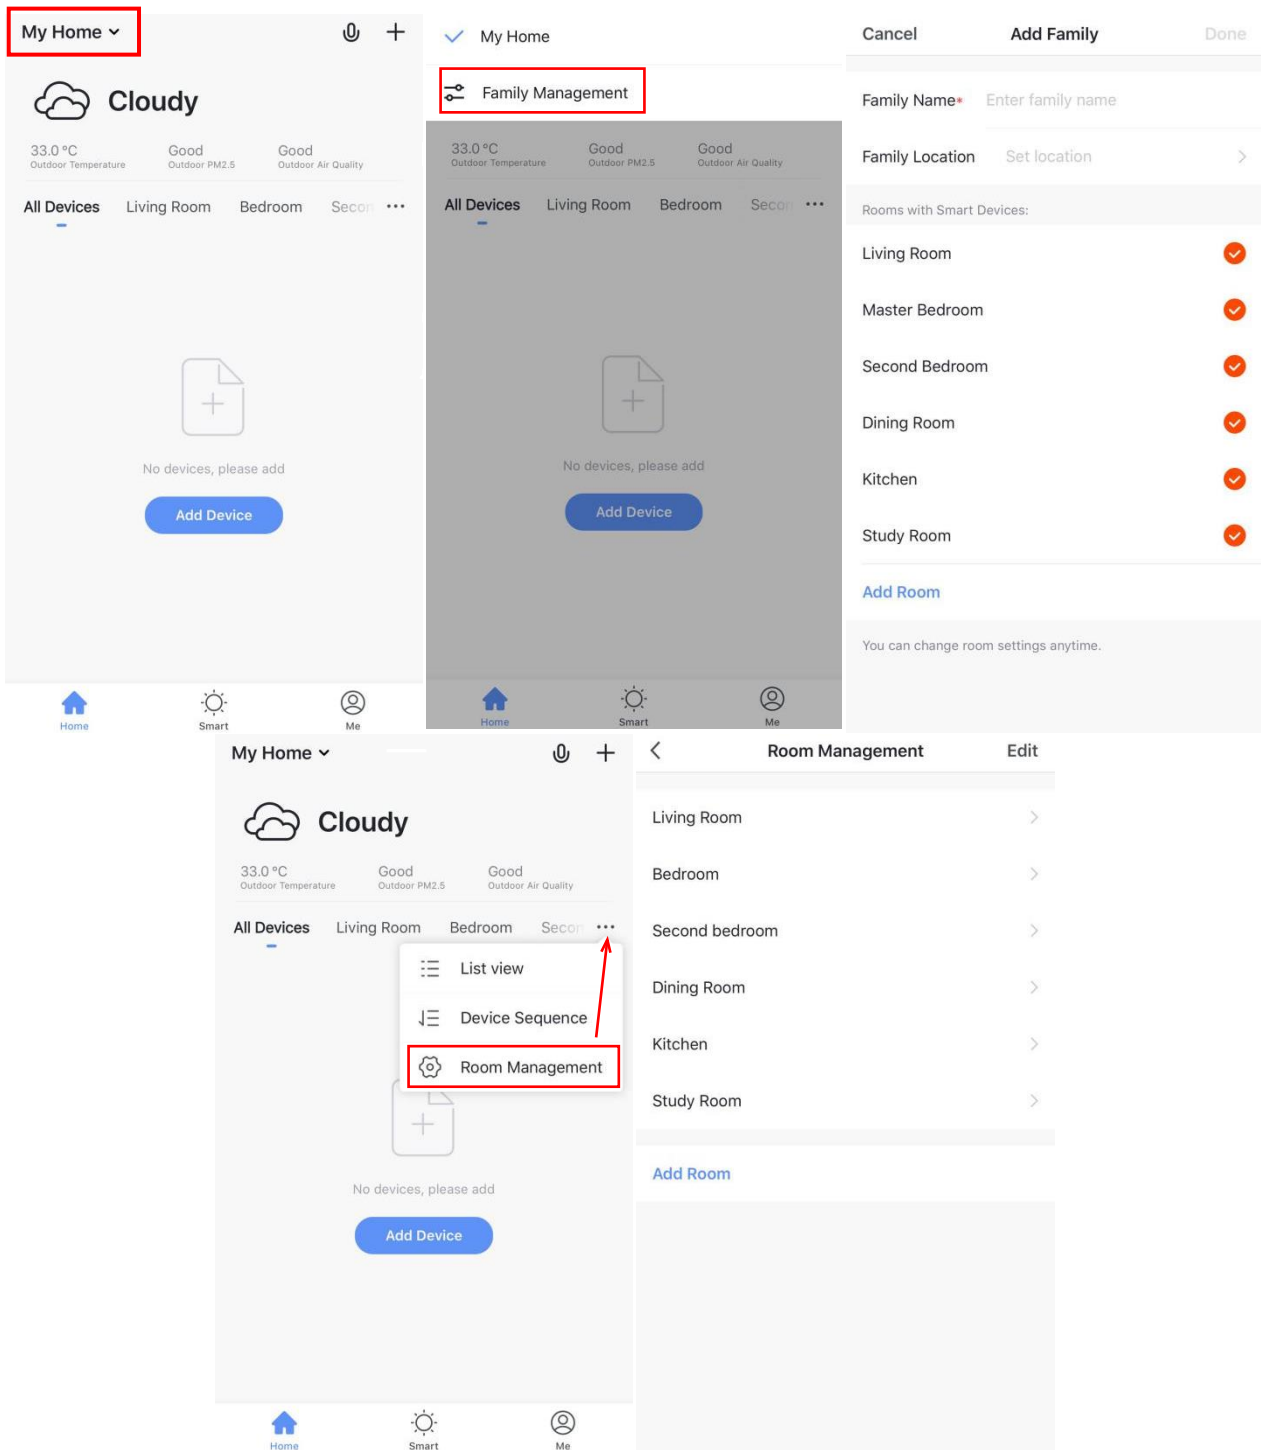 My Home
Cloudy
33.0 °C
Outdoor Temperature
Good
Outdoor PM2.5
Good
Outdoor Air Quality
All Devices Living Room Bedroom Secon ···
No devices, please add
Add Device
Home Smart Me
My Home
Family Management
33.0 °C
Outdoor Temperature
Good
Outdoor PM2.5
Good
Outdoor Air Quality
All Devices Living Room Bedroom Secon ···
No devices, please add
Add Device
Home Smart Me
Cancel Add Family Done
Family Name* Enter family name
Family Location Set location
Rooms with Smart Devices:
Living Room
Master Bedroom
Second Bedroom
Dining Room
Kitchen
Study Room
Add Room
You can change room settings anytime.
My Home
Cloudy
33.0 °C
Outdoor Temperature
Good
Outdoor PM2.5
Good
Outdoor Air Quality
All Devices Living Room Bedroom Secon ···
List view
Device Sequence
Room Management
No devices, please add
Add Device
Home Smart Me
Room Management Edit
Living Room
Bedroom
Second bedroom
Dining Room
Kitchen
Study Room
Add Room